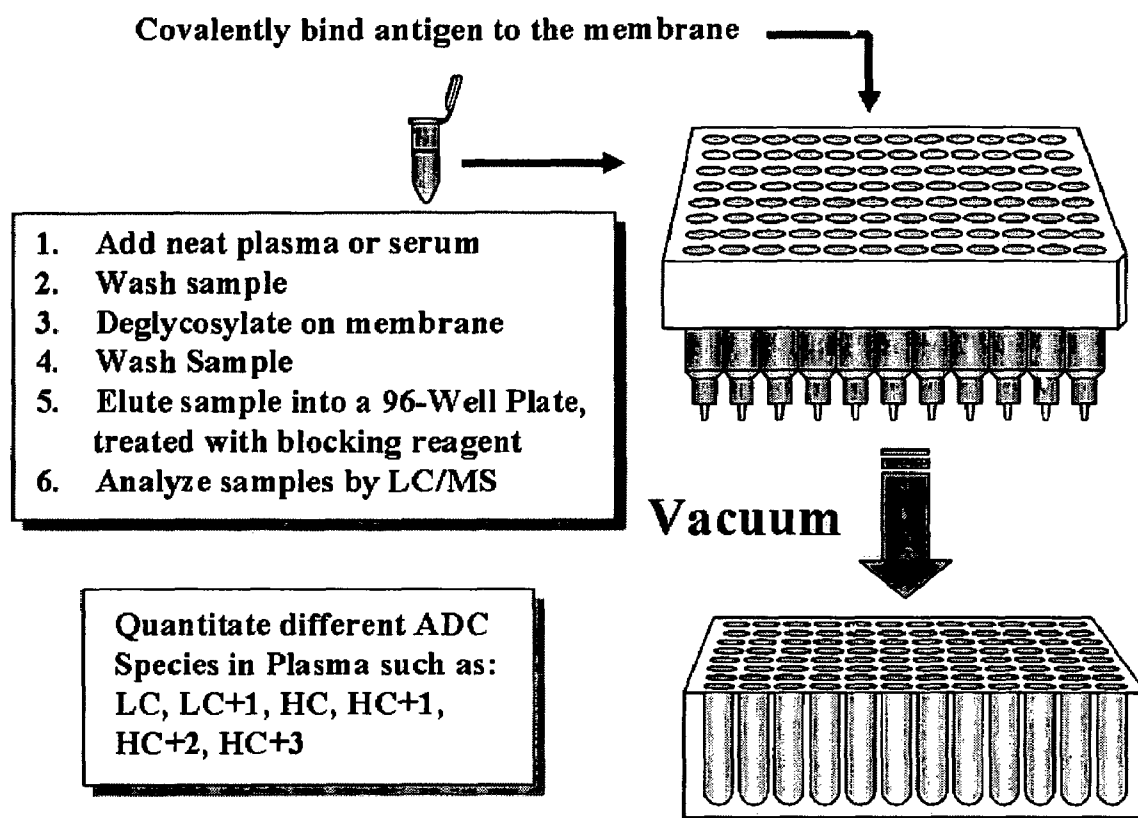 Covalently bind antigen to the membrane
1. Add neat plasma or serum
2. Wash sample
3. Deglycosylate on membrane
4. Wash Sample
5. Elute sample into a 96-Well Plate,
treated with blocking reagent
6. Analyze samples by LC/MS
Vacuum
Quantitate different ADC
Species in Plasma such as:
LC, LC+1, HC, HC+1,
HC+2, HC+3